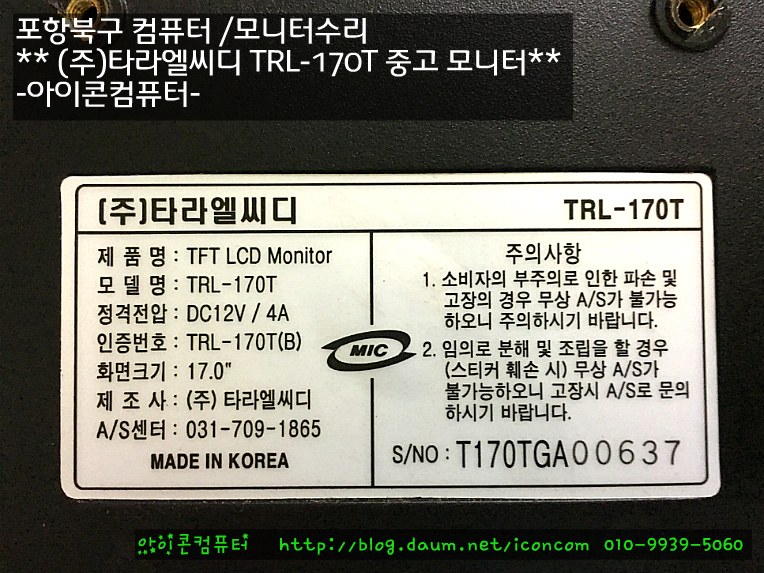 포항북구 컴퓨터 /모니터수리
** (주)타라엘씨디 TRL-170T 중고 모니터**
-아이콘컴퓨터-
(주)타라엘씨디 TRL-170T
제 품 명 : TFT LCD Monitor
모 델 명 : TRL-170T
정격전압 : DC12V / 4A
인증번호 : TRL-170T(B)
화면크기 : 17.0"
제 조 사 : (주) 타라엘씨디
A/S센터 : 031-709-1865
MADE IN KOREA
MIC
주의사항
1. 소비자의 부주의로 인한 파손 및
고장의 경우 무상 A/S가 불가능
하오니 주의하시기 바랍니다.
2. 임의로 분해 및 조립을 할 경우
(스티커 훼손 시) 무상 A/S가
불가능하오니 고장시 A/S로 문의
하시기 바랍니다.
S/NO : T170TGA00637
아이콘컴퓨터 http://blog.daum.net/iconcom 010-9939-5060